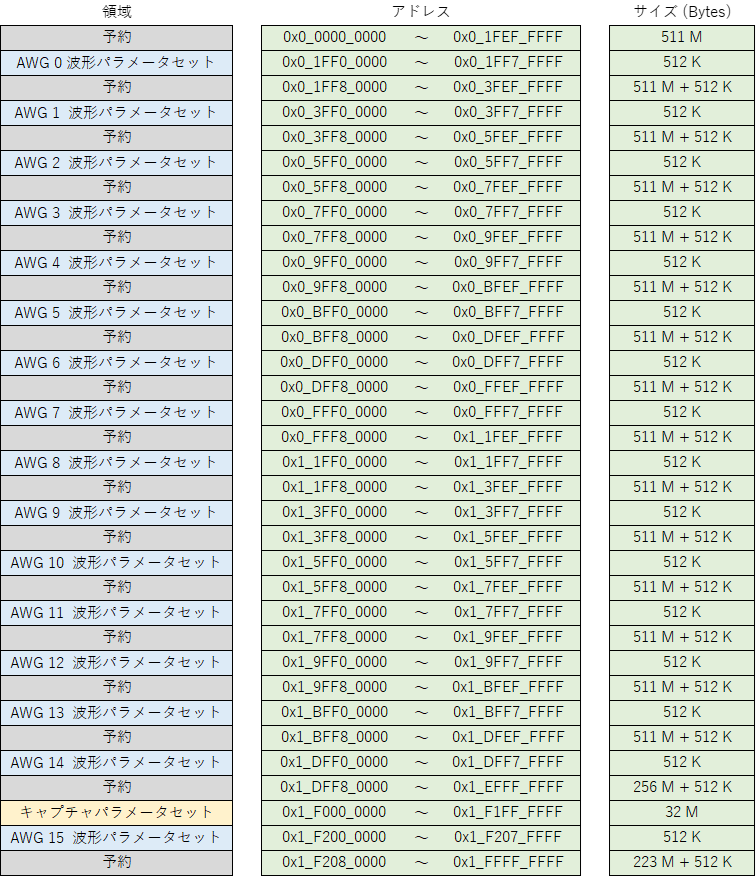 領域 アドレス サイズ (Bytes)
予約 0x0_0000_0000 ～ 0x0_1FEF_FFFF 511 M
AWG 0 波形パラメータセット 0x0_1FF0_0000 ～ 0x0_1FF7_FFFF 512 K
予約 0x0_1FF8_0000 ～ 0x0_3FEF_FFFF 511 M + 512 K
AWG 1 波形パラメータセット 0x0_3FF0_0000 ～ 0x0_3FF7_FFFF 512 K
予約 0x0_3FF8_0000 ～ 0x0_5FEF_FFFF 511 M + 512 K
AWG 2 波形パラメータセット 0x0_5FF0_0000 ～ 0x0_5FF7_FFFF 512 K
予約 0x0_5FF8_0000 ～ 0x0_7FEF_FFFF 511 M + 512 K
AWG 3 波形パラメータセット 0x0_7FF0_0000 ～ 0x0_7FF7_FFFF 512 K
予約 0x0_7FF8_0000 ～ 0x0_9FEF_FFFF 511 M + 512 K
AWG 4 波形パラメータセット 0x0_9FF0_0000 ～ 0x0_9FF7_FFFF 512 K
予約 0x0_9FF8_0000 ～ 0x0_BFEF_FFFF 511 M + 512 K
AWG 5 波形パラメータセット 0x0_BFF0_0000 ～ 0x0_BFF7_FFFF 512 K
予約 0x0_BFF8_0000 ～ 0x0_DFEF_FFFF 511 M + 512 K
AWG 6 波形パラメータセット 0x0_DFF0_0000 ～ 0x0_DFF7_FFFF 512 K
予約 0x0_DFF8_0000 ～ 0x0_FFEF_FFFF 511 M + 512 K
AWG 7 波形パラメータセット 0x0_FFF0_0000 ～ 0x0_FFF7_FFFF 512 K
予約 0x0_FFF8_0000 ～ 0x1_1FEF_FFFF 511 M + 512 K
AWG 8 波形パラメータセット 0x1_1FF0_0000 ～ 0x1_1FF7_FFFF 512 K
予約 0x1_1FF8_0000 ～ 0x1_3FEF_FFFF 511 M + 512 K
AWG 9 波形パラメータセット 0x1_3FF0_0000 ～ 0x1_3FF7_FFFF 512 K
予約 0x1_3FF8_0000 ～ 0x1_5FEF_FFFF 511 M + 512 K
AWG 10 波形パラメータセット 0x1_5FF0_0000 ～ 0x1_5FF7_FFFF 512 K
予約 0x1_5FF8_0000 ～ 0x1_7FEF_FFFF 511 M + 512 K
AWG 11 波形パラメータセット 0x1_7FF0_0000 ～ 0x1_7FF7_FFFF 512 K
予約 0x1_7FF8_0000 ～ 0x1_9FEF_FFFF 511 M + 512 K
AWG 12 波形パラメータセット 0x1_9FF0_0000 ～ 0x1_9FF7_FFFF 512 K
予約 0x1_9FF8_0000 ～ 0x1_BFEF_FFFF 511 M + 512 K
AWG 13 波形パラメータセット 0x1_BFF0_0000 ～ 0x1_BFF7_FFFF 512 K
予約 0x1_BFF8_0000 ～ 0x1_DFEF_FFFF 511 M + 512 K
AWG 14 波形パラメータセット 0x1_DFF0_0000 ～ 0x1_DFF7_FFFF 512 K
予約 0x1_DFF8_0000 ～ 0x1_EFFF_FFFF 256 M + 512 K
キャプチャパラメータセット 0x1_F000_0000 ～ 0x1_F1FF_FFFF 32 M
AWG 15 波形パラメータセット 0x1_F200_0000 ～ 0x1_F207_FFFF 512 K
予約 0x1_F208_0000 ～ 0x1_FFFF_FFFF 223 M + 512 K